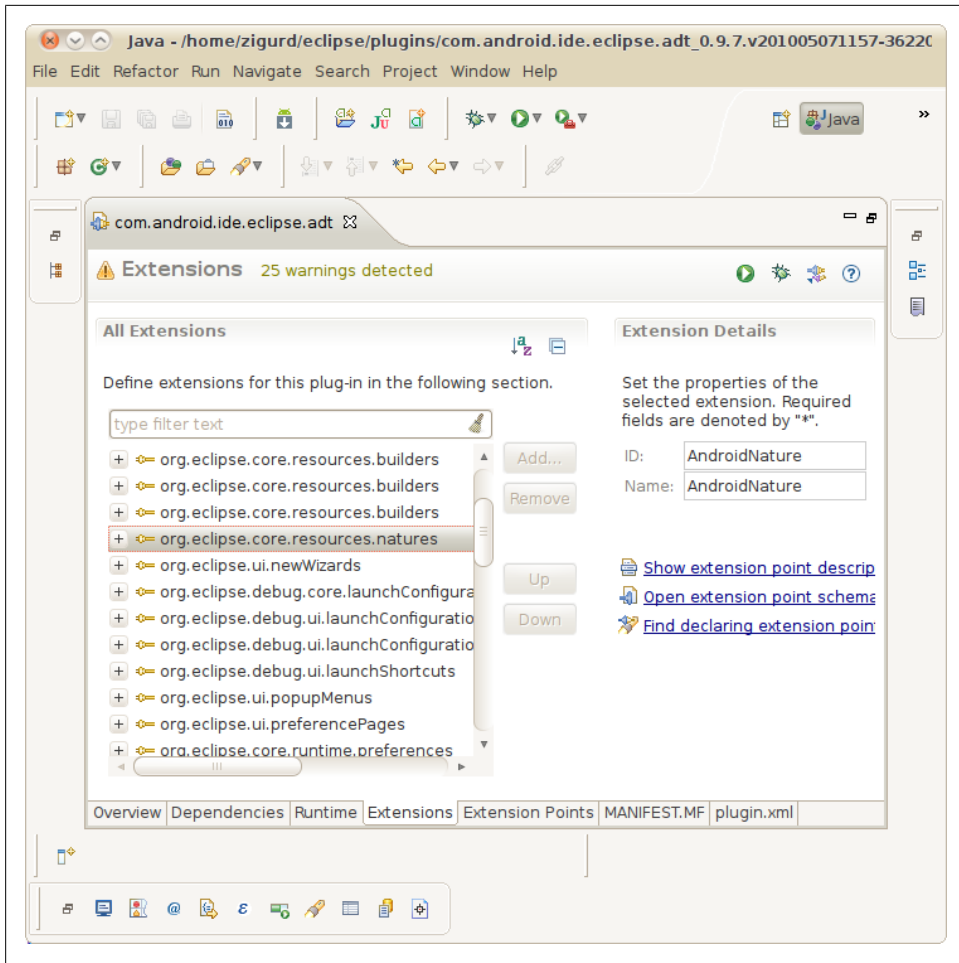 Java - /home/zigurd/eclipse/plugins/com.android.ide.eclipse.adt_0.9.7.v201005071157-36220
File Edit Refactor Run Navigate Search Project Window Help
Java
com.android.ide.eclipse.adt
Extensions 25 warnings detected
All Extensions
Define extensions for this plug-in in the following section.
type filter text
org.eclipse.core.resources.builders
org.eclipse.core.resources.builders
org.eclipse.core.resources.builders
org.eclipse.core.resources.natures
org.eclipse.ui.newWizards
org.eclipse.debug.core.launchConfigura
org.eclipse.debug.ui.launchConfiguratio
org.eclipse.debug.ui.launchConfiguratio
org.eclipse.debug.ui.launchShortcuts
org.eclipse.ui.popupMenus
org.eclipse.ui.preferencePages
org.eclipse.core.runtime.preferences
Add...
Remove
Up
Down
Extension Details
Set the properties of the
selected extension. Required
fields are denoted by "*".
ID: AndroidNature
Name: AndroidNature
Show extension point descrip
Open extension point schema
Find declaring extension point
Overview Dependencies Runtime Extensions Extension Points MANIFEST.MF plugin.xml